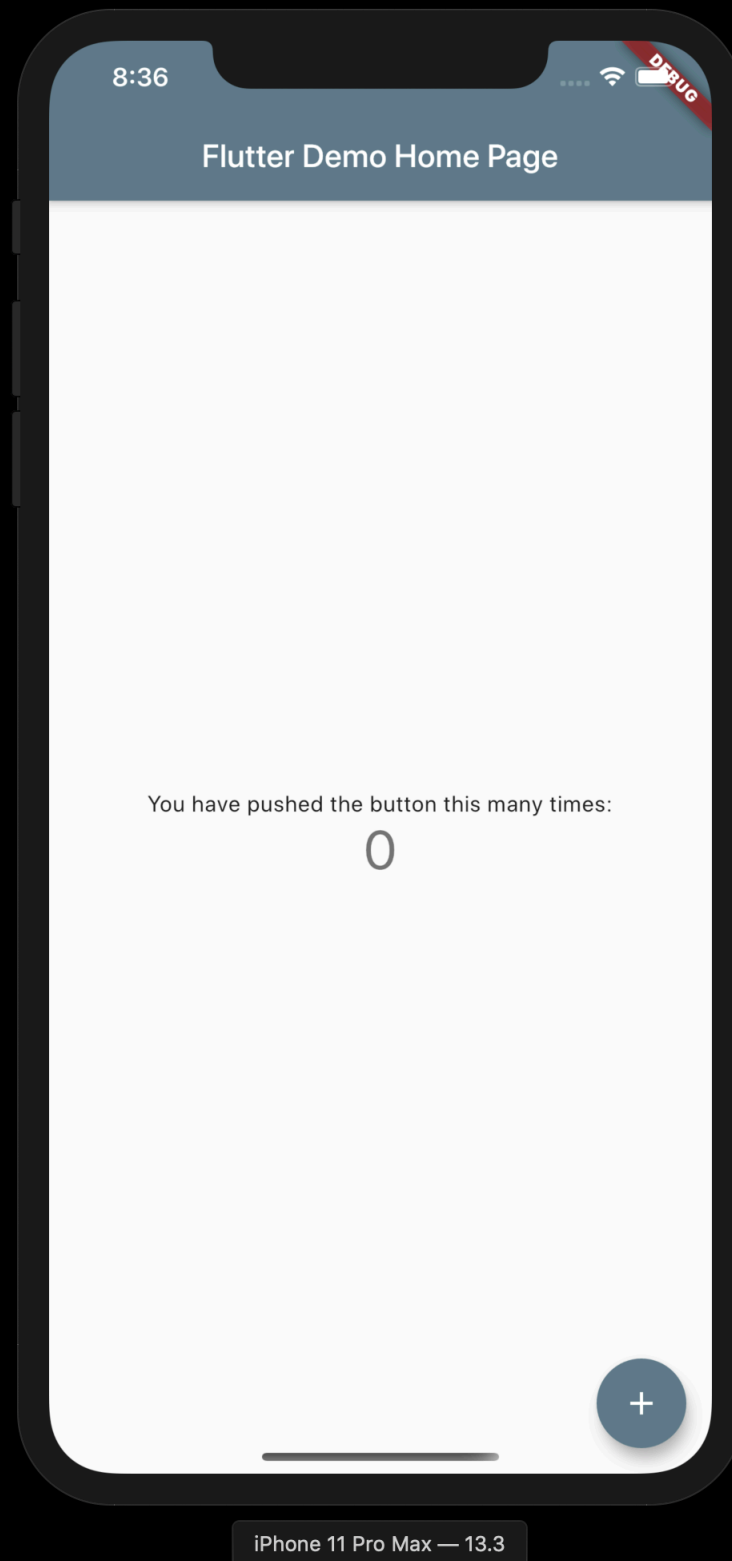 8:36
DEBUG
Flutter Demo Home Page
You have pushed the button this many times:
0
+
iPhone 11 Pro Max — 13.3